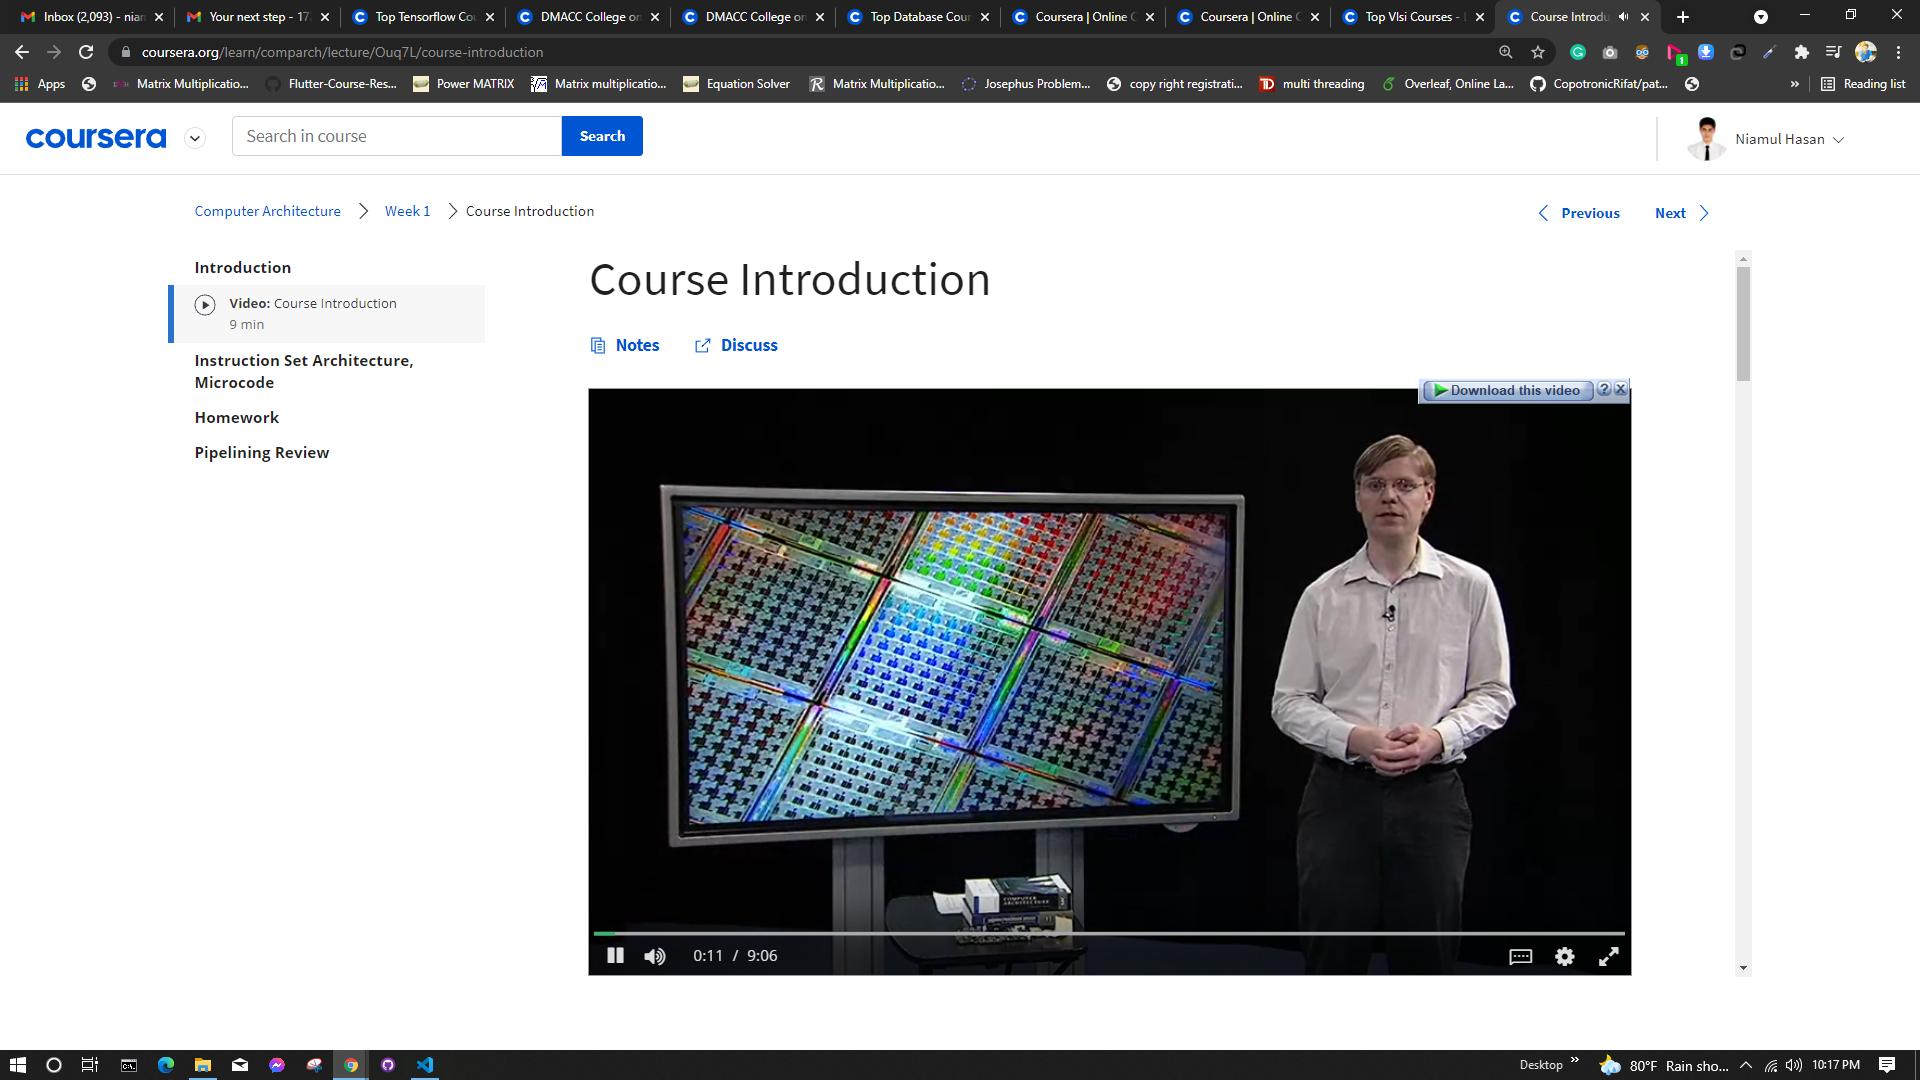 Inbox (2,093) - nian
Your next step - 17
Top Tensorflow Cou
DMACC College on
DMACC College on
Top Database Cour
Coursera | Online C
Coursera | Online C
Top Vlsi Courses - L
Course Introdu
coursera.org/learn/comparch/lecture/Ouq7L/course-introduction
Apps
Matrix Multiplicatio...
Flutter-Course-Res...
Power MATRIX
Matrix multiplicatio...
Equation Solver
Matrix Multiplicatio...
Josephus Problem...
copy right registrati...
multi threading
Overleaf, Online La...
CopotronicRifat/pat...
Reading list
coursera
Search in course
Search
Niamul Hasan
Computer Architecture
Week 1
Course Introduction
Previous
Next
Introduction
Video: Course Introduction
9 min
Instruction Set Architecture,
Microcode
Homework
Pipelining Review
Course Introduction
Notes
Discuss
Download this video
COMPUTER
ARCHITECTURE
0:11 / 9:06
Desktop
80°F Rain sho...
10:17 PM